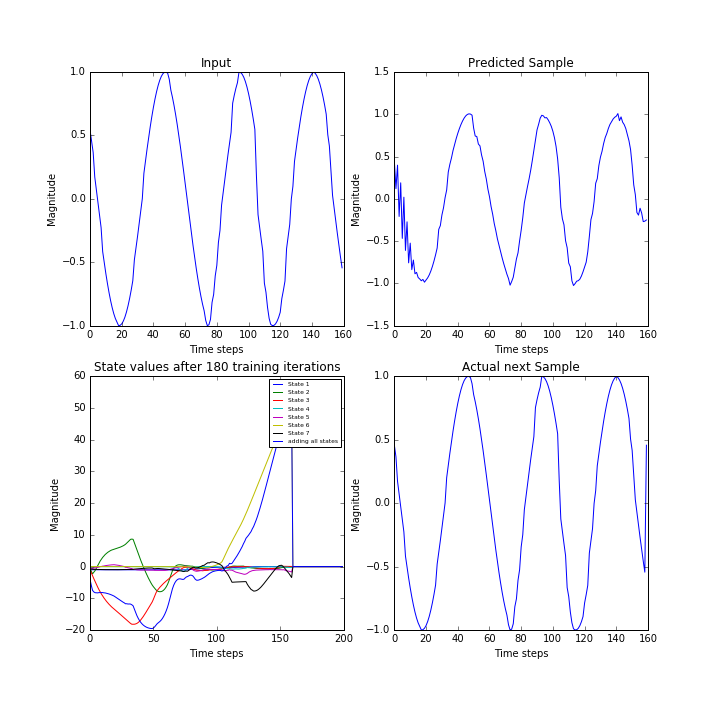 Input
Magnitude
1.0
0.5
0.0
−0.5
−1.0
0 20 40 60 80 100 120 140 160
Time steps
Predicted Sample
Magnitude
1.5
1.0
0.5
0.0
−0.5
−1.0
−1.5
0 20 40 60 80 100 120 140 160
Time steps
State values after 180 training iterations
Magnitude
60
50
40
30
20
10
0
−10
−20
0 50 100 150 200
Time steps
State 1
State 2
State 3
State 4
State 5
State 6
State 7
adding all states
Actual next Sample
Magnitude
1.0
0.5
0.0
−0.5
−1.0
0 20 40 60 80 100 120 140 160
Time steps